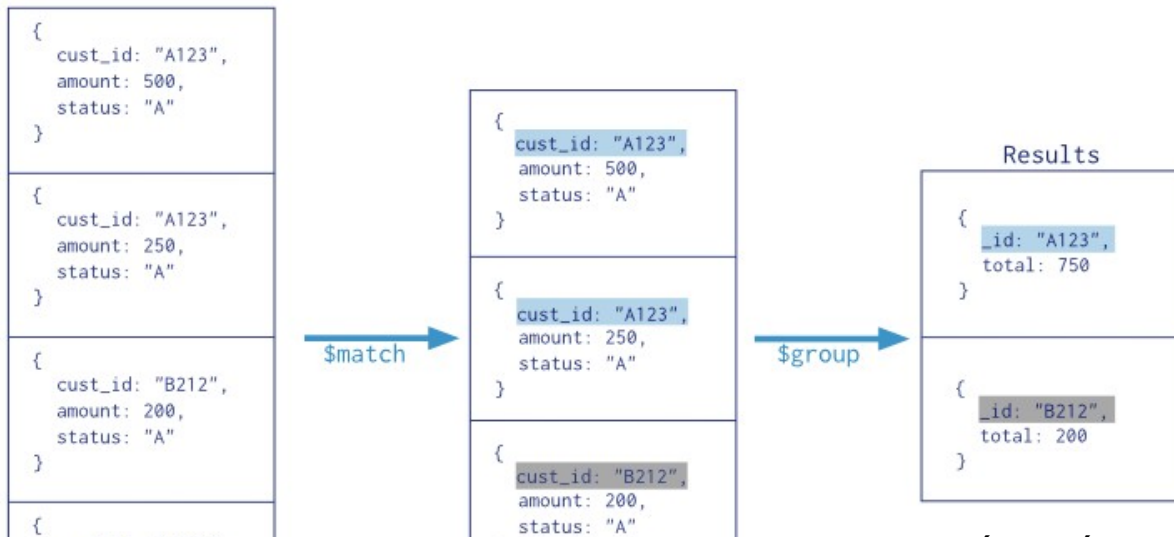 {
cust_id: "A123",
amount: 500,
status: "A"
}
{
cust_id: "A123",
amount: 250,
status: "A"
}
{
cust_id: "B212",
amount: 200,
status: "A"
}
{
$match
{
cust_id: "A123",
amount: 500,
status: "A"
}
{
cust_id: "A123",
amount: 250,
status: "A"
}
{
cust_id: "B212",
amount: 200,
status: "A"
$group
Results
{
_id: "A123",
total: 750
}
{
_id: "B212",
total: 200
}